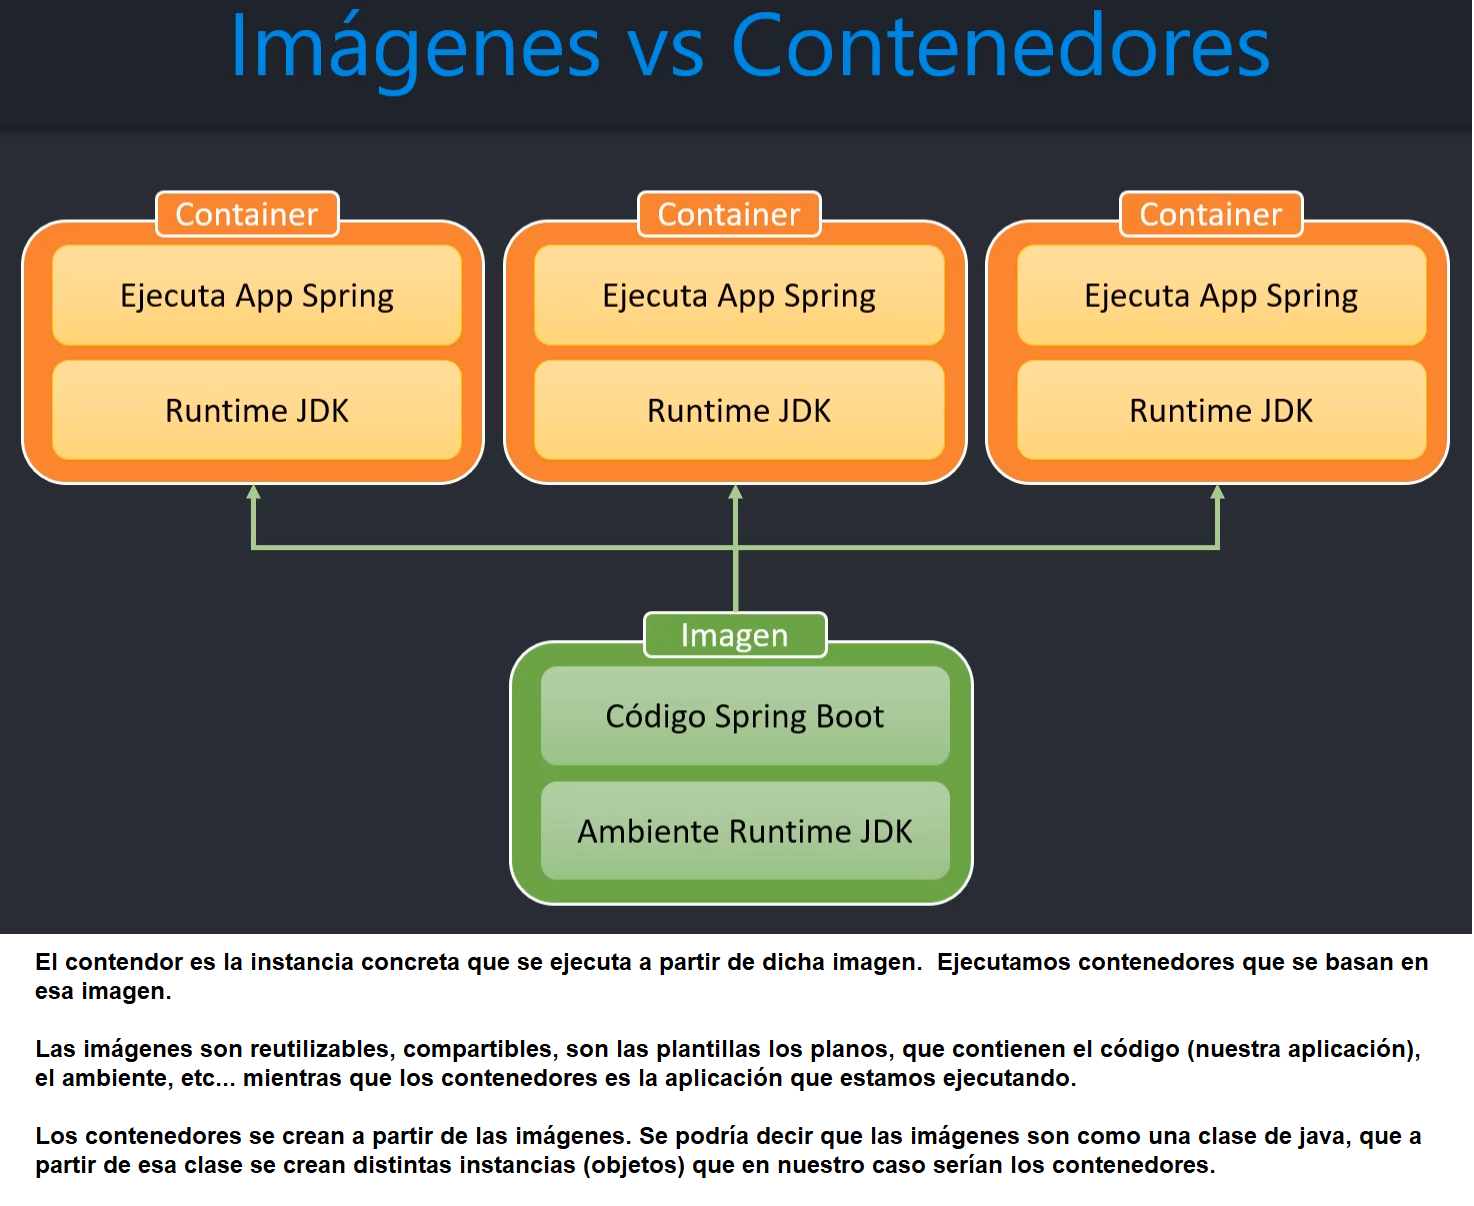 Imágenes vs Contenedores
Container
Container
Container
Ejecuta App Spring
Ejecuta App Spring
Ejecuta App Spring
Runtime JDK
Runtime JDK
Runtime JDK
Imagen
Código Spring Boot
Ambiente Runtime JDK
El contendor es la instancia concreta que se ejecuta a partir de dicha imagen.  Ejecutamos contenedores que se basan en
esa imagen.
Las imágenes son reutilizables, compartibles, son las plantillas los planos, que contienen el código (nuestra aplicación),
el ambiente, etc... mientras que los contenedores es la aplicación que estamos ejecutando.
Los contenedores se crean a partir de las imágenes. Se podría decir que las imágenes son como una clase de java, que a
partir de esa clase se crean distintas instancias (objetos) que en nuestro caso serían los contenedores.